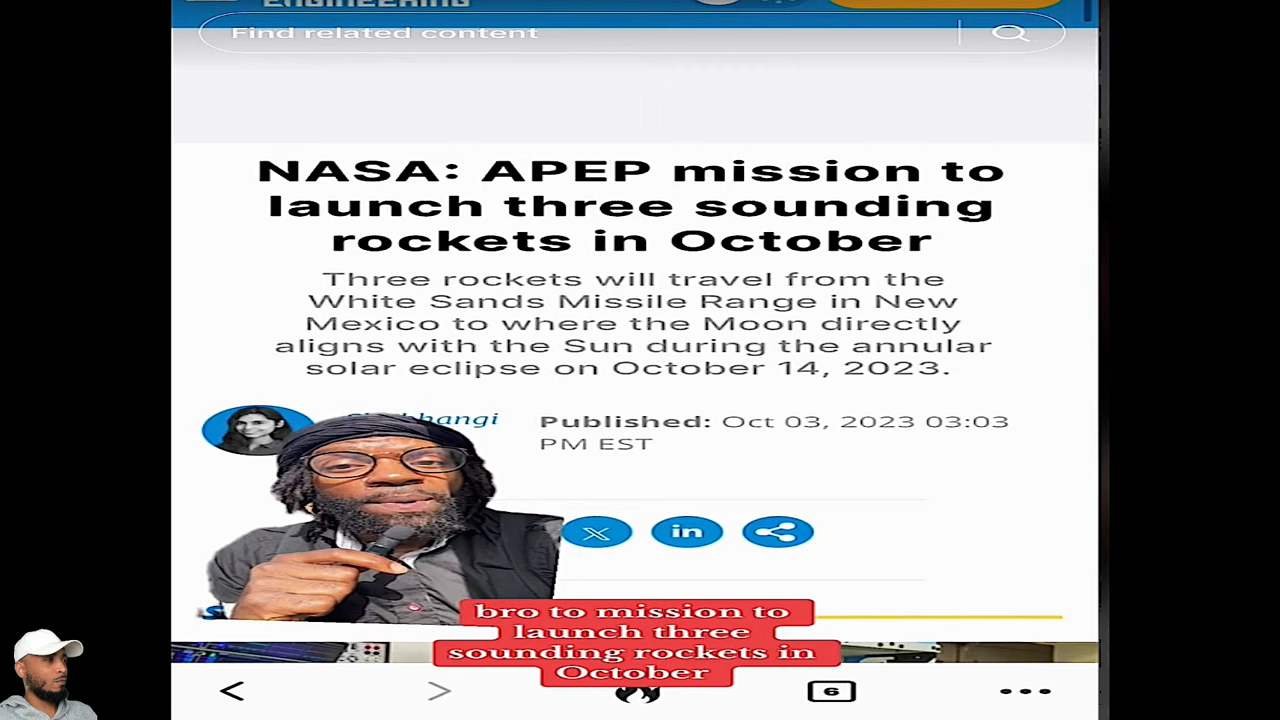 ENGINEERING
Find related content
NASA: APEP mission to
launch three sounding
rockets in October
Three rockets will travel from the
White Sands Missile Range in New
Mexico to where the Moon directly
aligns with the Sun during the annular
solar eclipse on October 14, 2023.
Published: Oct 03, 2023 03:03
PM EST
X
in
bro to mission to
launch three
sounding rockets in
October
6